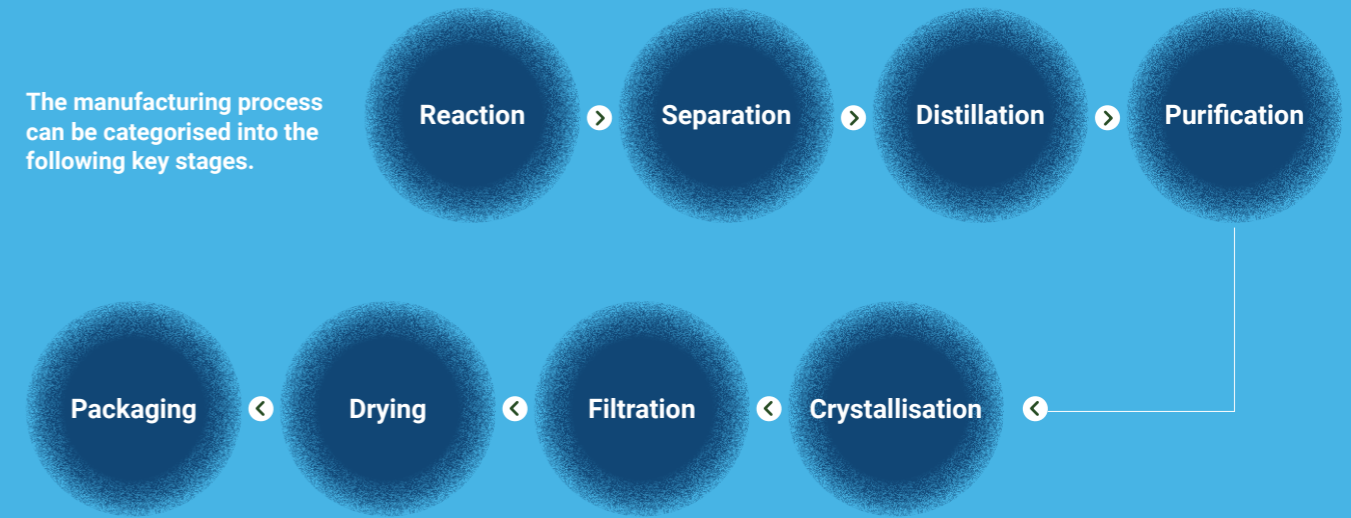 The manufacturing process
can be categorised into the
following key stages.
Reaction
Separation
Distillation
Purification
Crystallisation
Filtration
Drying
Packaging